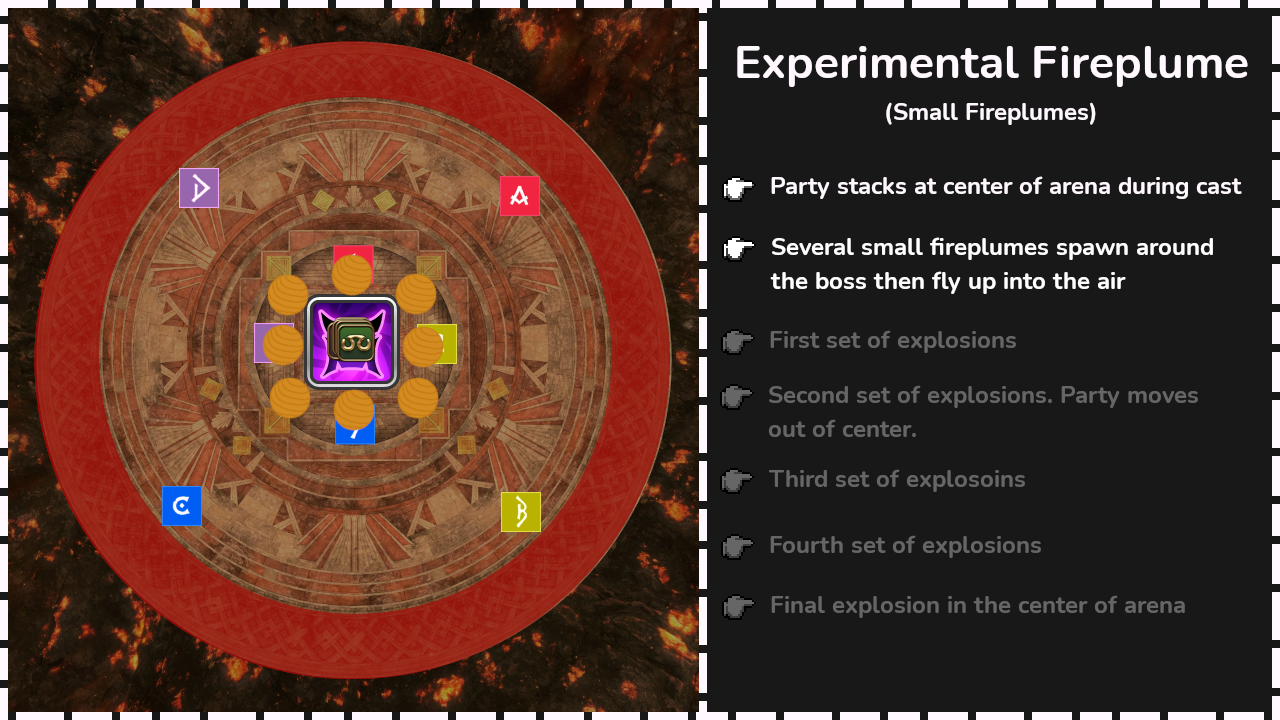 Experimental Fireplume
(Small Fireplumes)
Party stacks at center of arena during cast
Several small fireplumes spawn around
the boss then fly up into the air
First set of explosions
Second set of explosions. Party moves
out of center.
Third set of explosoins
Fourth set of explosions
Final explosion in the center of arena
D
A
C
B